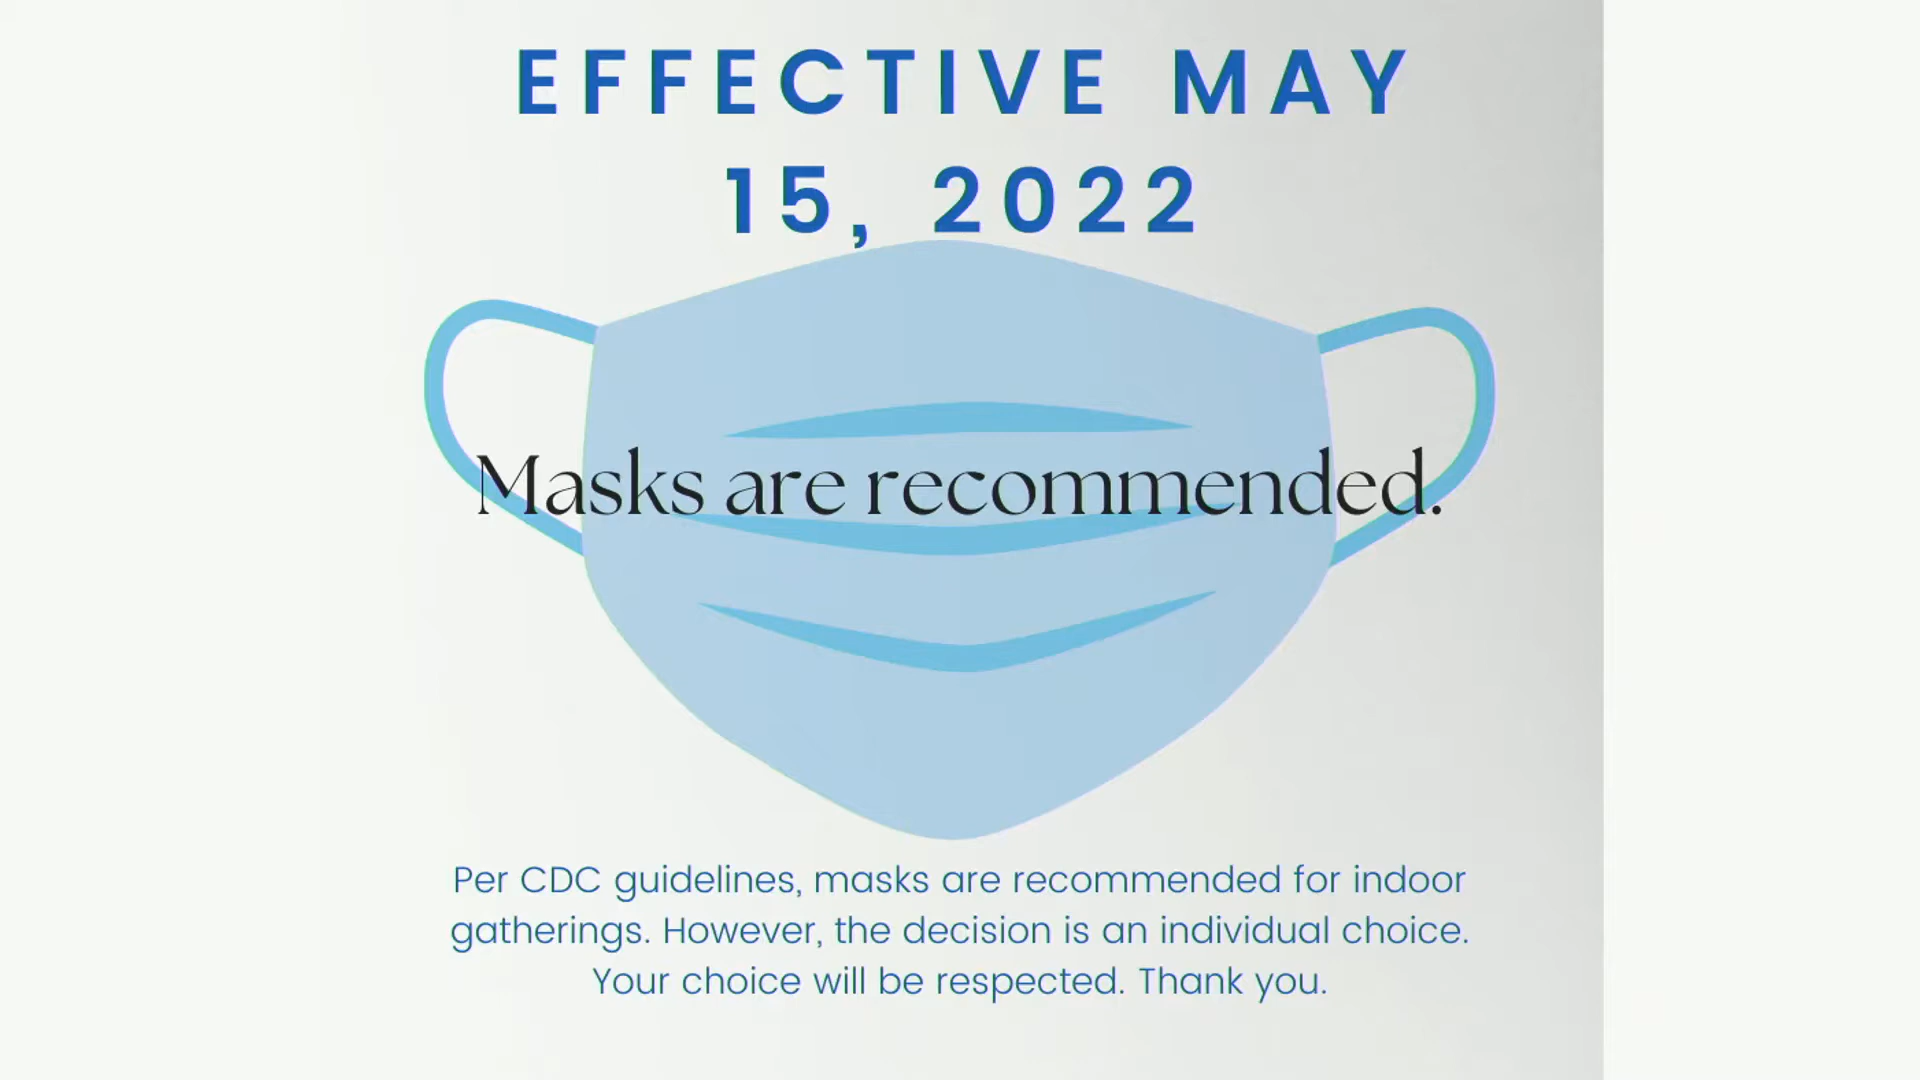 EFFECTIVE MAY
15, 2022
Masks are recommended.
Per CDC guidelines, masks are recommended for indoor
gatherings. However, the decision is an individual choice.
Your choice will be respected. Thank you.